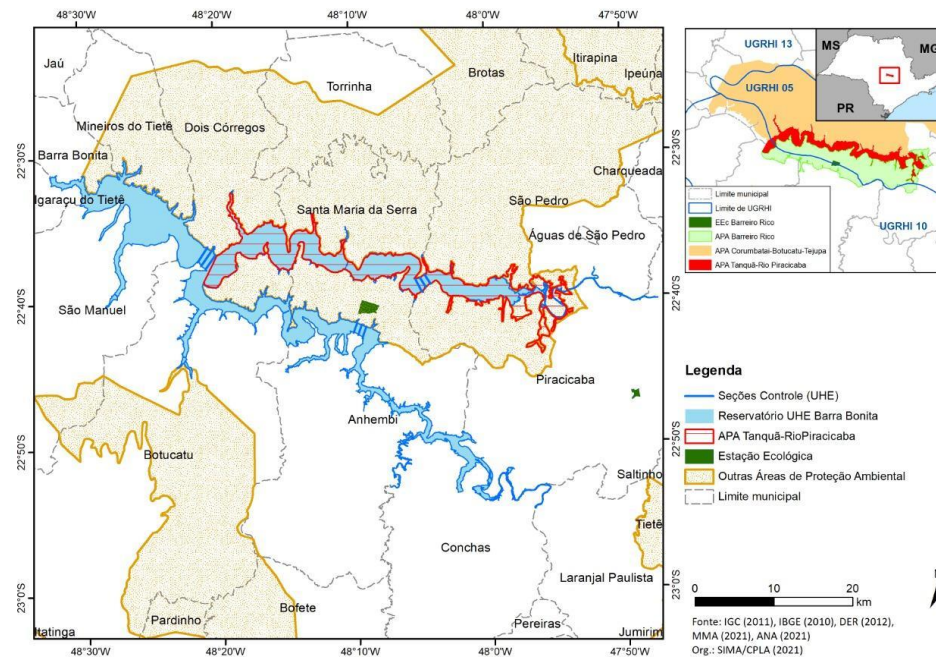 48°30'W 48°20'W 48°10'W 48°0'W 47°50'W
Jaú
Torrinha
Brotas
Itirapina
Ipeúna
Mineiros do Tietê
Dois Córregos
22°30'S
22°30'S
Barra Bonita
Charqueada
Igaraçu do Tietê
Santa Maria da Serra
São Pedro
Águas de São Pedro
22°40'S
22°40'S
São Manuel
Piracicaba
Anhembi
22°50'S
22°50'S
Botucatu
Saltinho
Tietê
Conchas
Laranjal Paulista
23°0'S
23°0'S
Bofete
Pardinho
Pereiras
Itatinga
Jumirim
48°30'W 48°20'W 48°10'W 48°0'W 47°50'W
UGRHI 13
MS
MG
UGRHI 05
PR
UGRHI 10
Limite municipal
Limite de UGRHI
EEc Barreiro Rico
APA Barreiro Rico
APA Corumbataí-Botucatu-Tejupa
APA Tanquã-Rio Piracicaba
Legenda
Seções Controle (UHE)
Reservatório UHE Barra Bonita
APA Tanquã-RioPiracicaba
Estação Ecológica
Outras Áreas de Proteção Ambiental
Limite municipal
0 10 20
km
Fonte: IGC (2011), IBGE (2010), DER (2012),
MMA (2021), ANA (2021)
Org.: SIMA/CPLA (2021)